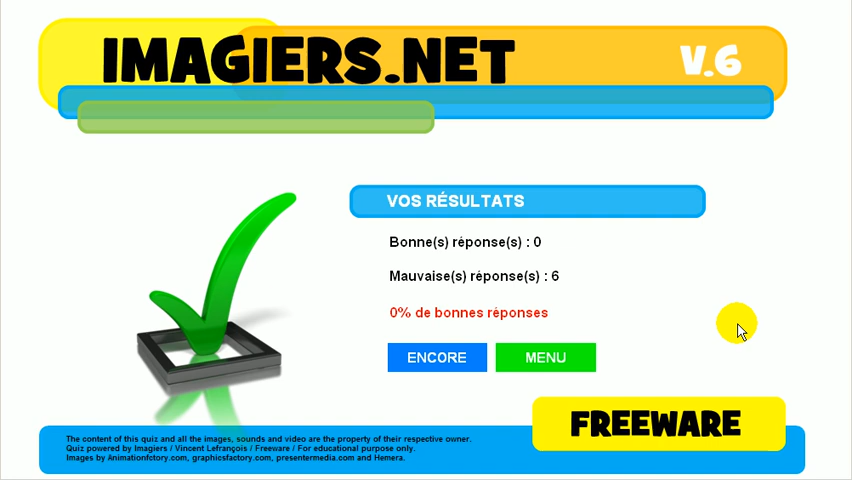 IMAGIERS.NET
V.6
VOS RÉSULTATS
Bonne(s) réponse(s) : 0
Mauvaise(s) réponse(s) : 6
0% de bonnes réponses
ENCORE
MENU
FREEWARE
The content of this quiz and all the images, sounds and video are the property of their respective owner.
Quiz powered by Imagiers / Vincent Lefrançois / Freeware / For educational purpose only.
Images by Animationfctory.com, graphicsfactory.com, presentermedia.com and Hemera.